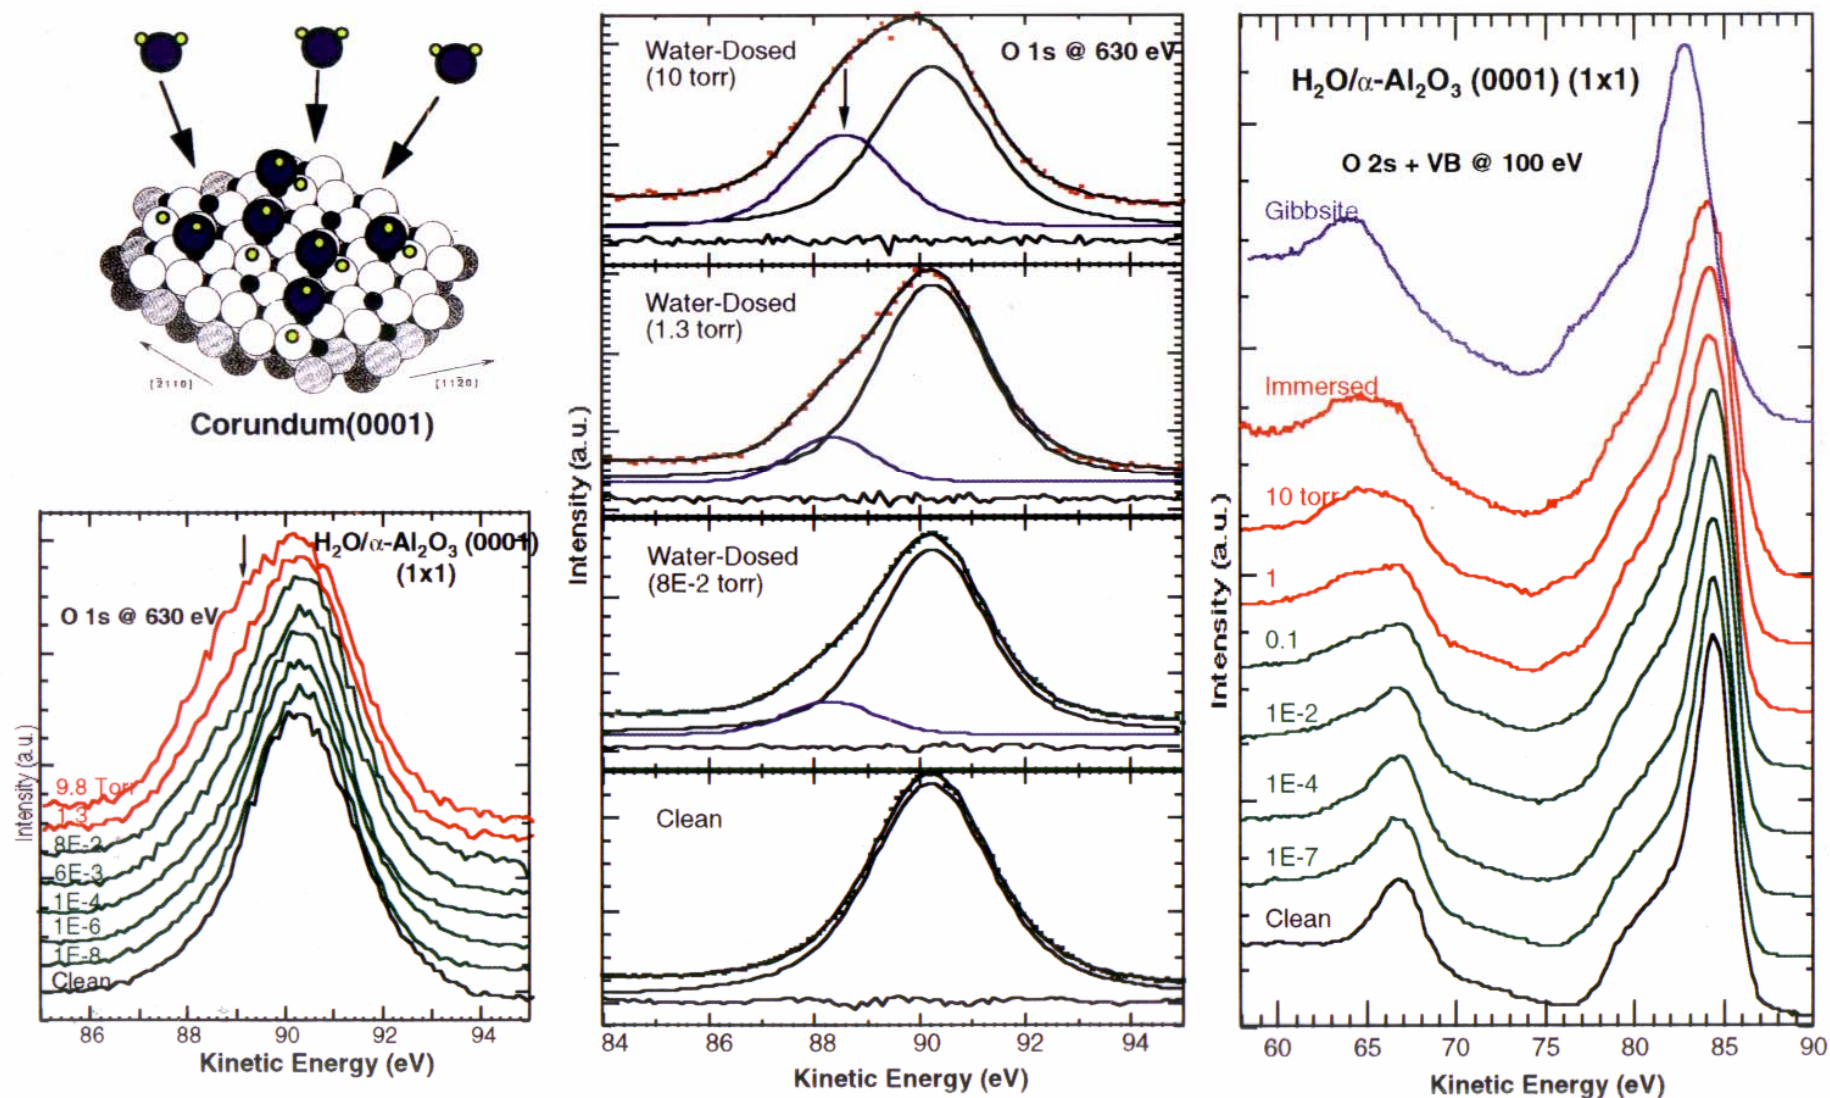 [2̄110]
[112̄0]
Corundum(0001)
H₂O/α-Al₂O₃ (0001)
(1x1)
O 1s @ 630 eV
9.8 Torr
1.3
8E-2
6E-3
1E-4
1E-6
1E-8
Clean
Intensity (a.u.)
86
88
90
92
94
Kinetic Energy (eV)
Water-Dosed
(10 torr)
O 1s @ 630 eV
Water-Dosed
(1.3 torr)
Water-Dosed
(8E-2 torr)
Clean
Intensity (a.u.)
84
86
88
90
92
94
Kinetic Energy (eV)
H₂O/α-Al₂O₃ (0001) (1x1)
O 2s + VB @ 100 eV
Gibbsite
Immersed
10 torr
1
0.1
1E-2
1E-4
1E-7
Clean
Intensity (a.u.)
60
65
70
75
80
85
90
Kinetic Energy (eV)